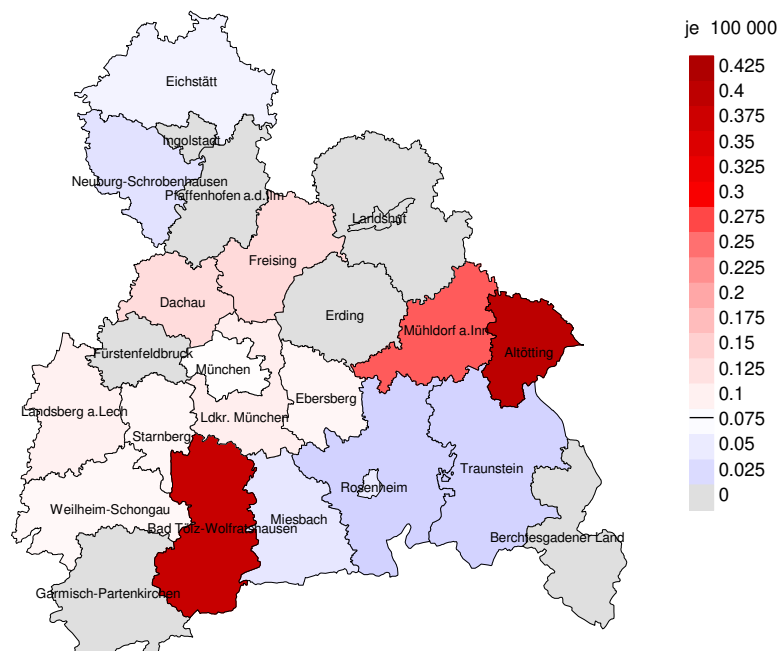 je 100 000
0.425
0.4
0.375
0.35
0.325
0.3
0.275
0.25
0.225
0.2
0.175
0.15
0.125
0.1
0.075
0.05
0.025
0
Eichstätt
Ingolstadt
Neuburg-Schrobenhausen
Pfaffenhofen a.d.Ilm
Landshut
Freising
Dachau
Erding
Mühldorf a.Inn
Altötting
Fürstenfeldbruck
München
Ebersberg
Landsberg a.Lech
Ldkr. München
Starnberg
Traunstein
Rosenheim
Weilheim-Schongau
Miesbach
Bad Tölz-Wolfratshausen
Berchtesgadener Land
Garmisch-Partenkirchen